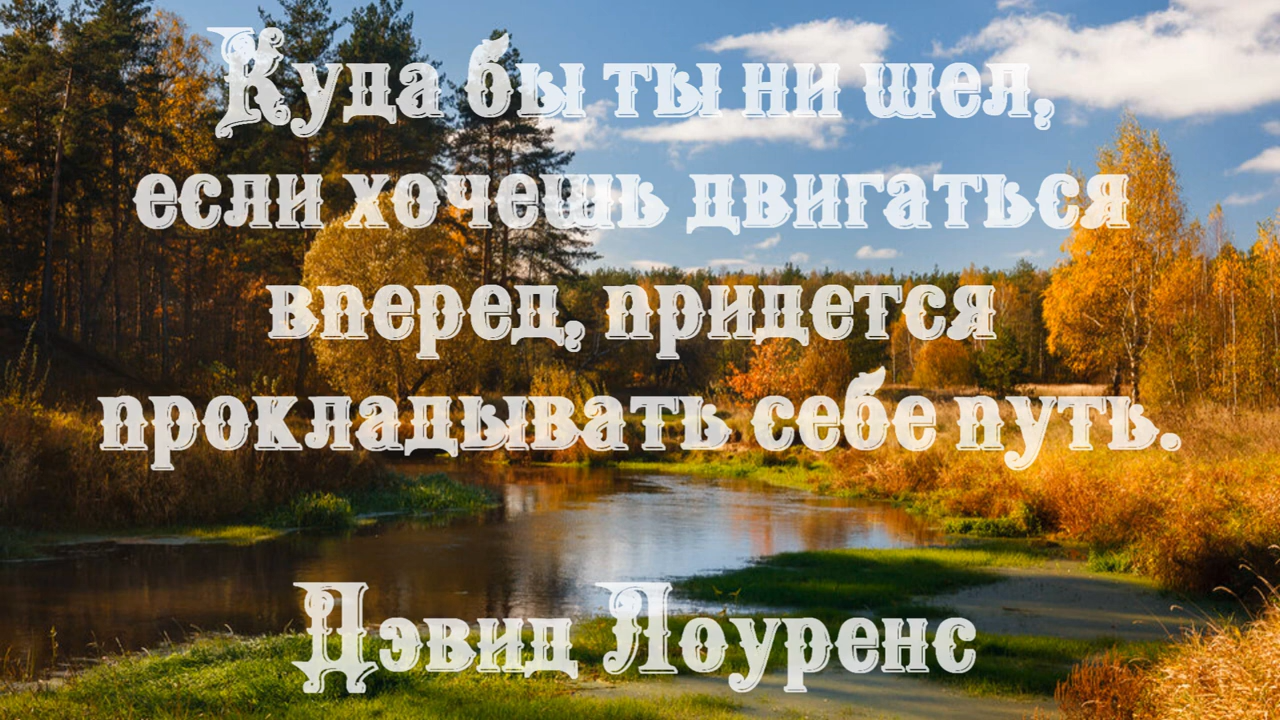 Куда бы ты ни шел,
если хочешь двигаться
вперед, придется
прокладывать себе путь.
Дэвид Лоуренс